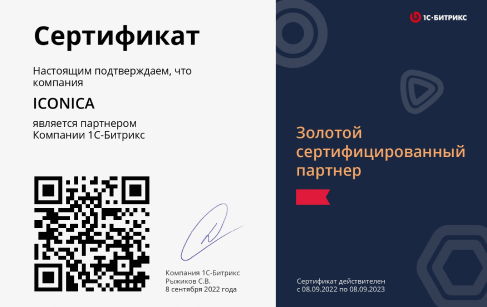 Сертификат
Настоящим подтверждаем, что
компания
ICONICA
является партнером
Компании 1С-Битрикс
Компания 1С-Битрикс
Рыжиков С.В.
8 сентября 2022 года
1С-БИТРИКС
Золотой
сертифицированный
партнер
Сертификат действителен
с 08.09.2022 по 08.09.2023